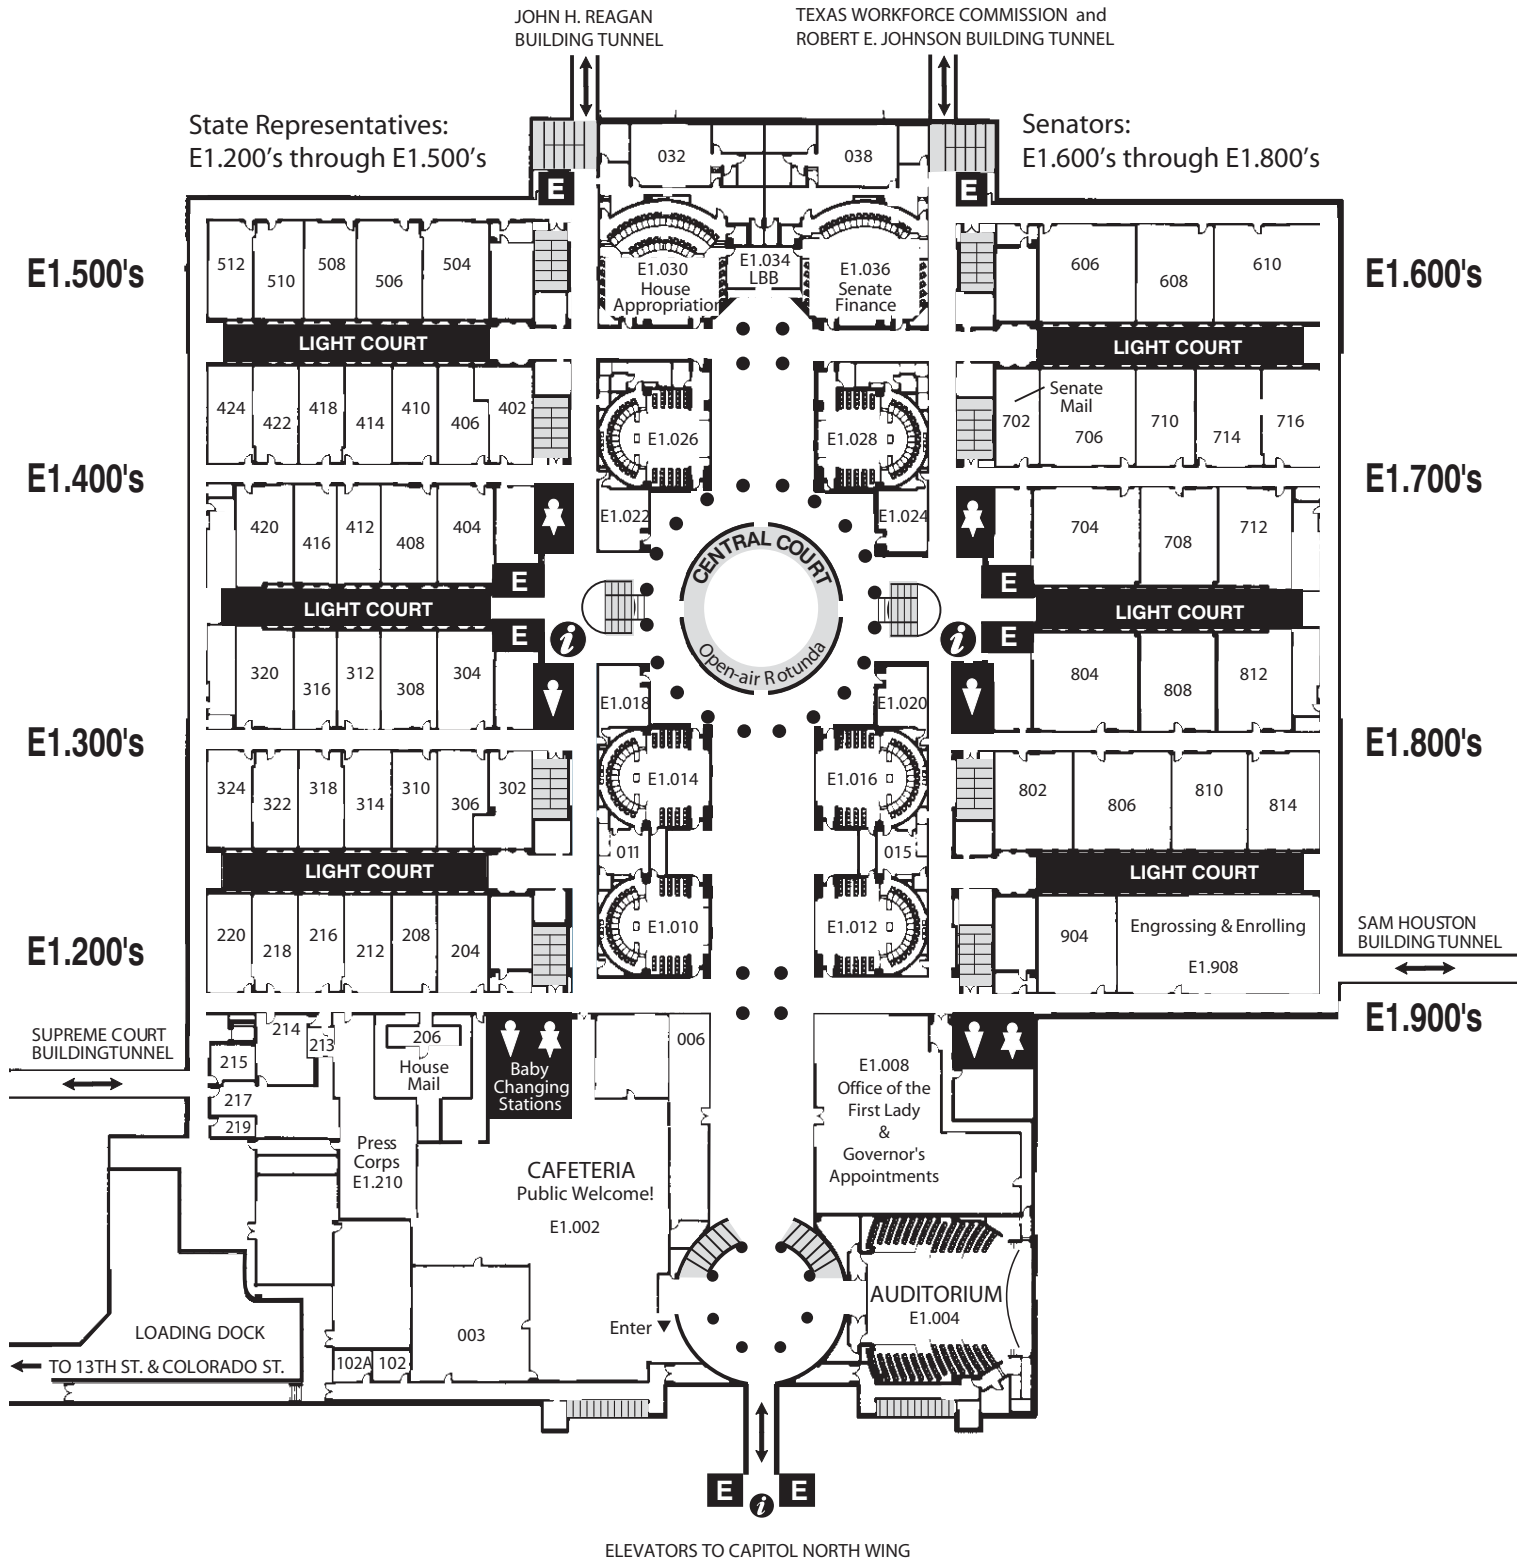 JOHN H. REAGAN
BUILDING TUNNEL
TEXAS WORKFORCE COMMISSION and
ROBERT E. JOHNSON BUILDING TUNNEL
State Representatives:
E1.200's through E1.500's
Senators:
E1.600's through E1.800's
032
038
E
E
E1.500's
512
510
508
506
504
E1.030
House
Appropriation
E1.034
LBB
E1.036
Senate
Finance
606
608
610
E1.600's
LIGHT COURT
LIGHT COURT
424
422
418
414
410
406
402
E1.026
E1.028
702
Senate
Mail
706
710
714
716
E1.400's
E1.700's
420
416
412
408
404
E1.022
E1.024
704
708
712
CENTRAL COURT
Open-air Rotunda
E
E
LIGHT COURT
LIGHT COURT
E
i
i
E
320
316
312
308
304
E1.018
E1.020
804
808
812
E1.300's
E1.800's
324
322
318
314
310
306
302
E1.014
E1.016
802
806
810
814
011
015
LIGHT COURT
LIGHT COURT
E1.200's
220
218
216
212
208
204
E1.010
E1.012
904
Engrossing & Enrolling
E1.908
SAM HOUSTON
BUILDING TUNNEL
E1.900's
SUPREME COURT
BUILDINGTUNNEL
214
213
215
217
219
206
House
Mail
Baby
Changing
Stations
006
E1.008
Office of the
First Lady
&
Governor's
Appointments
Press
Corps
E1.210
CAFETERIA
Public Welcome!
E1.002
AUDITORIUM
E1.004
Enter
003
LOADING DOCK
TO 13TH ST. & COLORADO ST.
102A
102
E
i
E
ELEVATORS TO CAPITOL NORTH WING